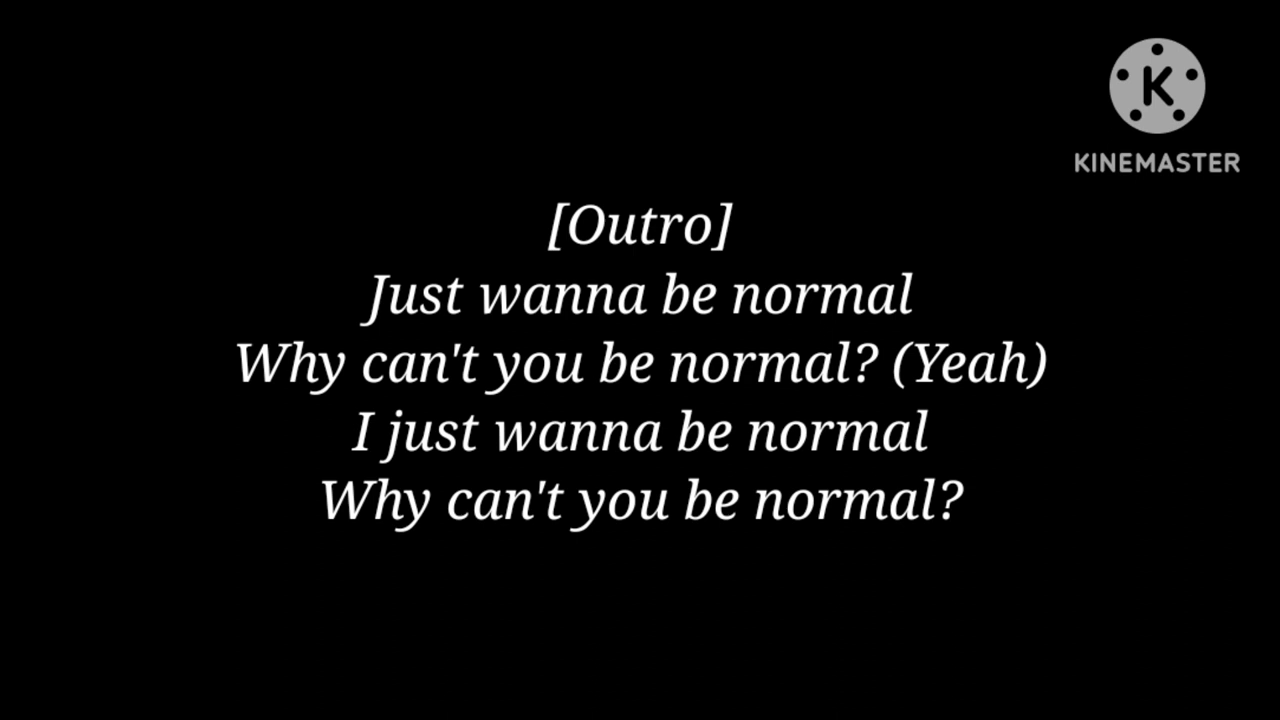 K
KINEMASTER
[Outro]
Just wanna be normal
Why can't you be normal? (Yeah)
I just wanna be normal
Why can't you be normal?